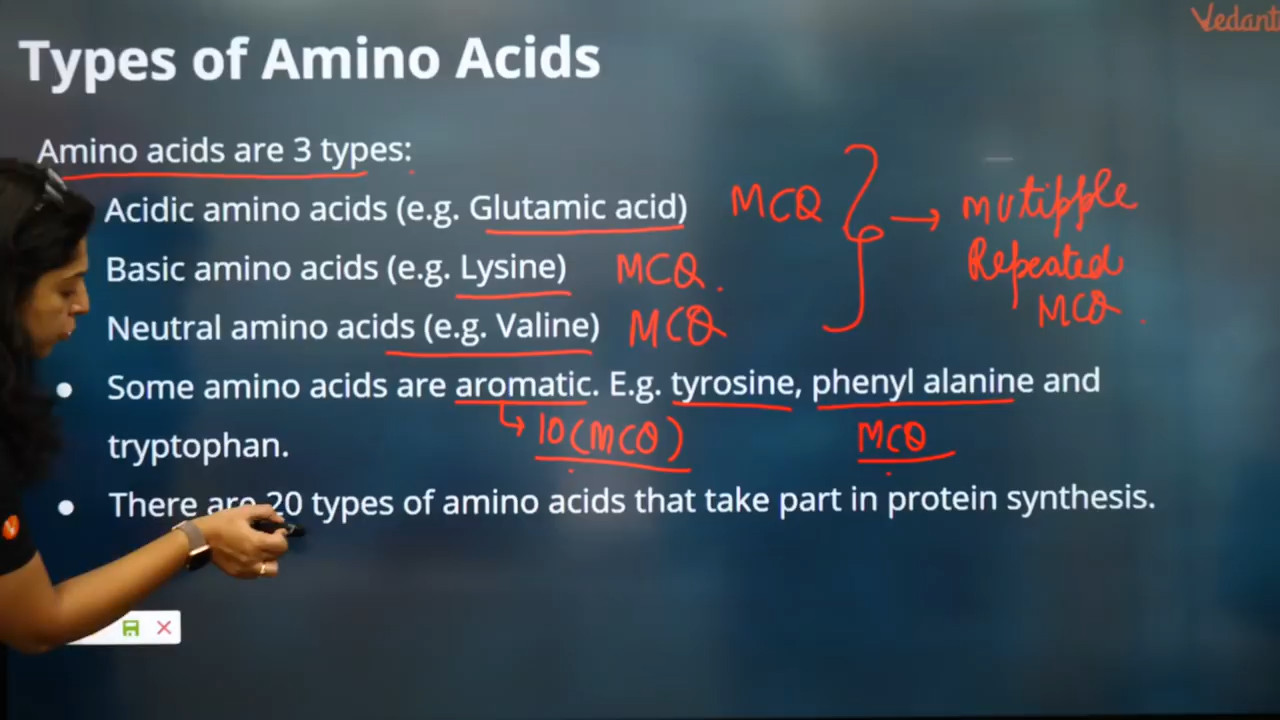 Vedant
Types of Amino Acids
Amino acids are 3 types:
Acidic amino acids (e.g. Glutamic acid) MCQ
Basic amino acids (e.g. Lysine) MCQ.
Neutral amino acids (e.g. Valine) MCQ
→ mutipple
Repeated
MCQ.
• Some amino acids are aromatic. E.g. tyrosine, phenyl alanine and
↳ 10 (MCQ) MCQ
tryptophan.
• There are 20 types of amino acids that take part in protein synthesis.